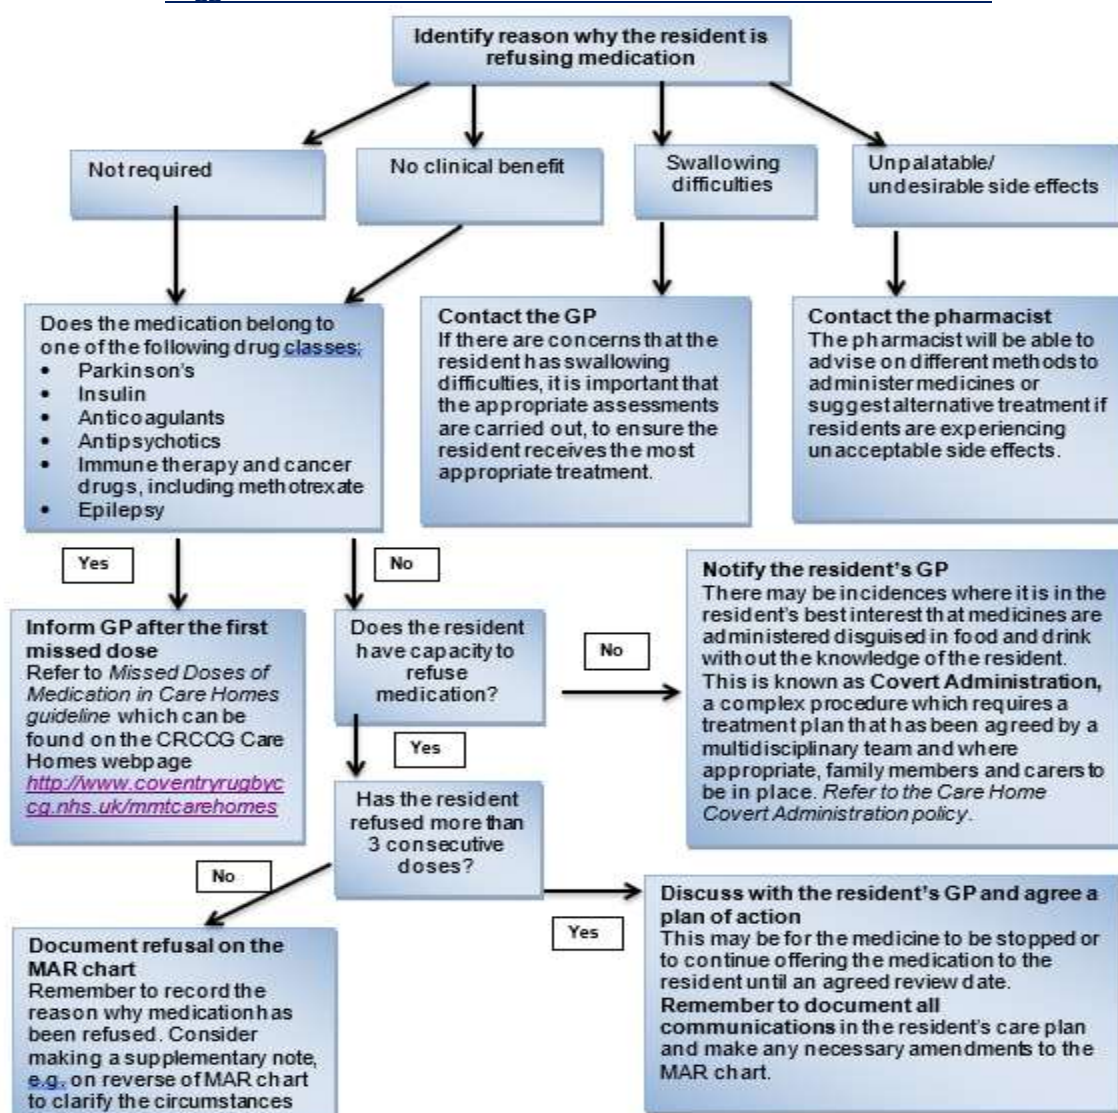 Identify reason why the resident is
refusing medication
Not required
No clinical benefit
Swallowing
difficulties
Unpalatable/
undesirable side effects
Does the medication belong to
one of the following drug classes;
• Parkinson's
• Insulin
• Anticoagulants
• Antipsychotics
• Immune therapy and cancer
drugs, including methotrexate
• Epilepsy
Contact the GP
If there are concerns that the
resident has swallowing
difficulties, it is important that
the appropriate assessments
are carried out, to ensure the
resident receives the most
appropriate treatment.
Contact the pharmacist
The pharmacist will be able to
advise on different methods to
administer medicines or
suggest alternative treatment if
residents are experiencing
unacceptable side effects.
Yes
No
Inform GP after the first
missed dose
Refer to Missed Doses of
Medication in Care Homes
guideline which can be
found on the CRCCG Care
Homes webpage
http://www.coventryrugbyc
cg.nhs.uk/mmtcarehomes
Does the resident
have capacity to
refuse
medication?
No
Notify the resident's GP
There may be incidences where it is in the
resident's best interest that medicines are
administered disguised in food and drink
without the knowledge of the resident.
This is known as Covert Administration,
a complex procedure which requires a
treatment plan that has been agreed by a
multidisciplinary team and where
appropriate, family members and carers to
be in place. Refer to the Care Home
Covert Administration policy.
Yes
Has the resident
refused more than
3 consecutive
doses?
No
Yes
Document refusal on the
MAR chart
Remember to record the
reason why medication has
been refused. Consider
making a supplementary note,
e.g. on reverse of MAR chart
to clarify the circumstances
Discuss with the resident's GP and agree a
plan of action
This may be for the medicine to be stopped or
to continue offering the medication to the
resident until an agreed review date.
Remember to document all
communications in the resident's care plan
and make any necessary amendments to the
MAR chart.